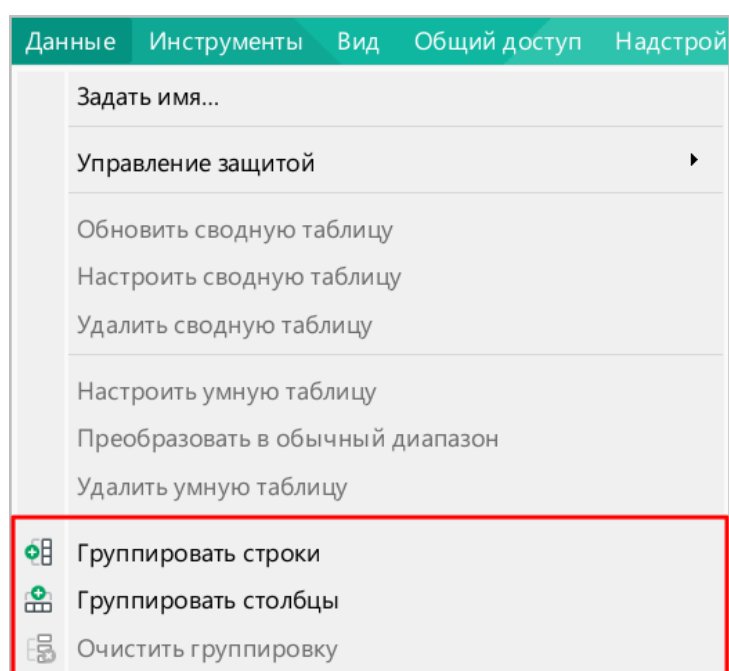 Данные Инструменты Вид Общий доступ Надстрой
Задать имя...
Управление защитой
Обновить сводную таблицу
Настроить сводную таблицу
Удалить сводную таблицу
Настроить умную таблицу
Преобразовать в обычный диапазон
Удалить умную таблицу
Группировать строки
Группировать столбцы
Очистить группировку